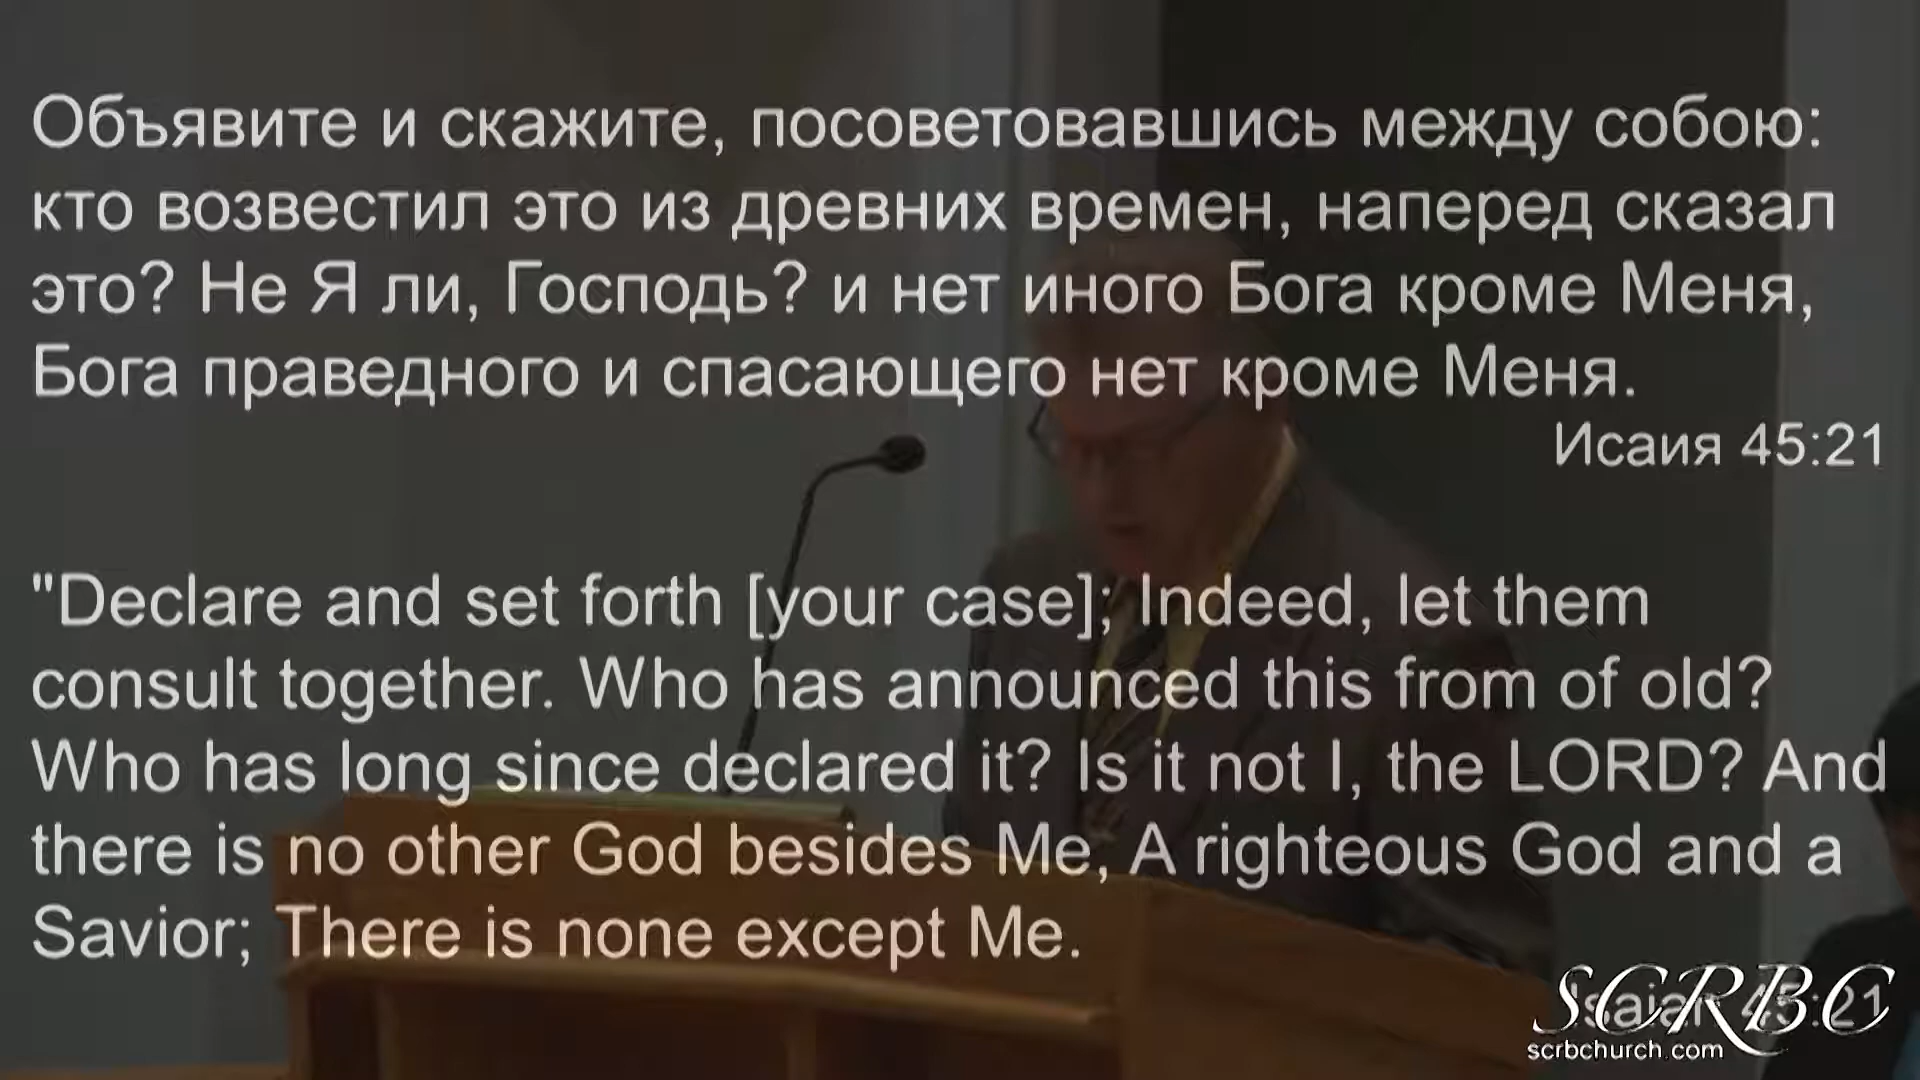 Объявите и скажите, посоветовавшись между собою:
кто возвестил это из древних времен, наперед сказал
это? Не Я ли, Господь? и нет иного Бога кроме Меня,
Бога праведного и спасающего нет кроме Меня.
Исаия 45:21
"Declare and set forth [your case]; Indeed, let them
consult together. Who has announced this from of old?
Who has long since declared it? Is it not I, the LORD? And
there is no other God besides Me, A righteous God and a
Savior; There is none except Me.
Isaiah 45:21
SCRBC
scrbchurch.com